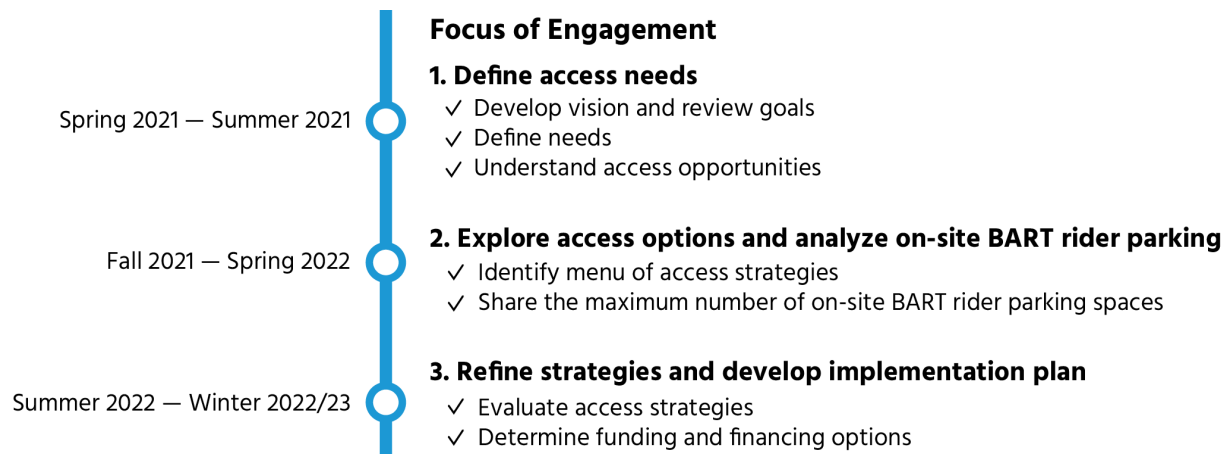 Focus of Engagement
1. Define access needs
Spring 2021 — Summer 2021
✓ Develop vision and review goals
✓ Define needs
✓ Understand access opportunities
2. Explore access options and analyze on-site BART rider parking
Fall 2021 — Spring 2022
✓ Identify menu of access strategies
✓ Share the maximum number of on-site BART rider parking spaces
3. Refine strategies and develop implementation plan
Summer 2022 — Winter 2022/23
✓ Evaluate access strategies
✓ Determine funding and financing options